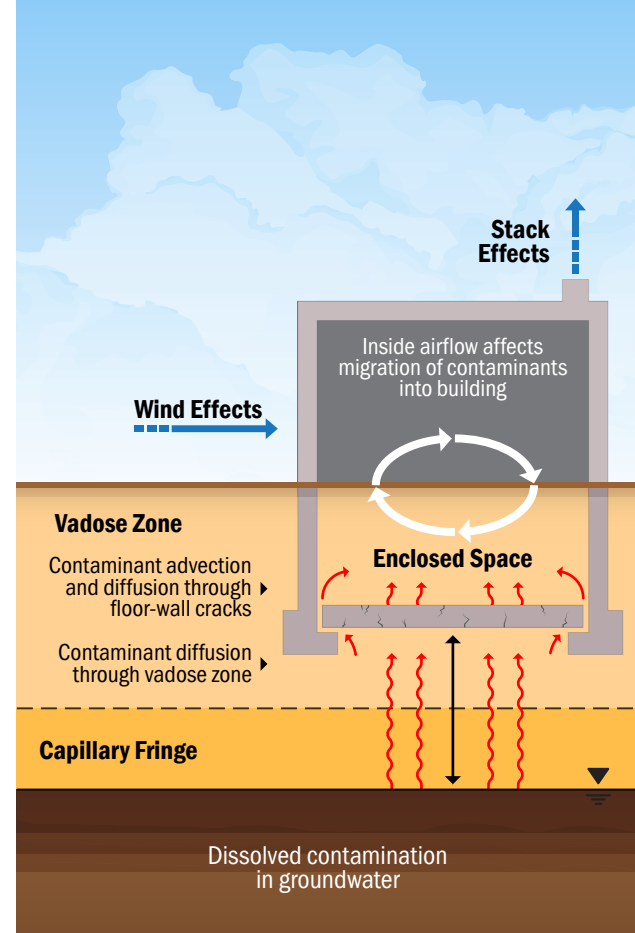 Stack
Effects
Inside airflow affects
migration of contaminants
into building
Wind Effects
Vadose Zone
Enclosed Space
Contaminant advection
and diffusion through
floor-wall cracks
Contaminant diffusion
through vadose zone
Capillary Fringe
Dissolved contamination
in groundwater